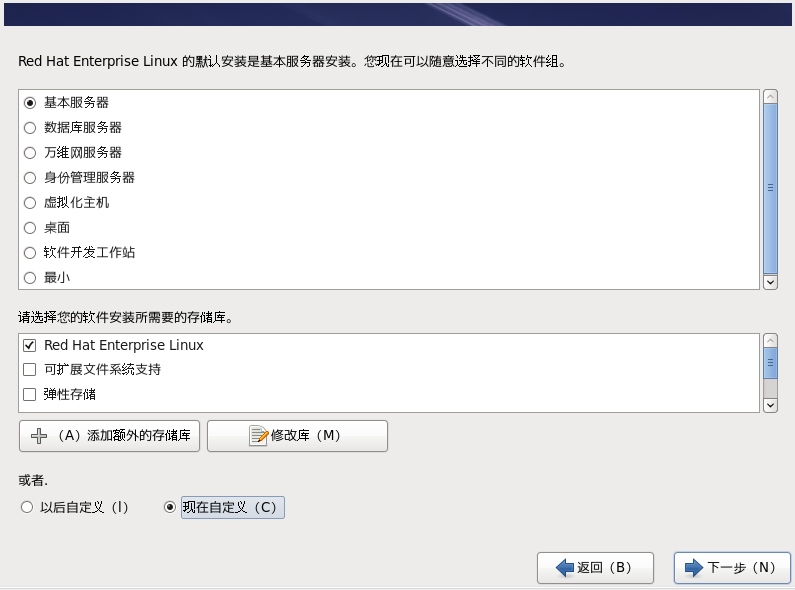 Red Hat Enterprise Linux 的默认安装是基本服务器安装。您现在可以随意选择不同的软件组。
基本服务器
数据库服务器
万维网服务器
身份管理服务器
虚拟化主机
桌面
软件开发工作站
最小
请选择您的软件安装所需要的存储库。
Red Hat Enterprise Linux
可扩展文件系统支持
弹性存储
（A）添加额外的存储库 修改库（M）
或者.
以后自定义（l） 现在自定义（C）
返回（B） 下一步（N）